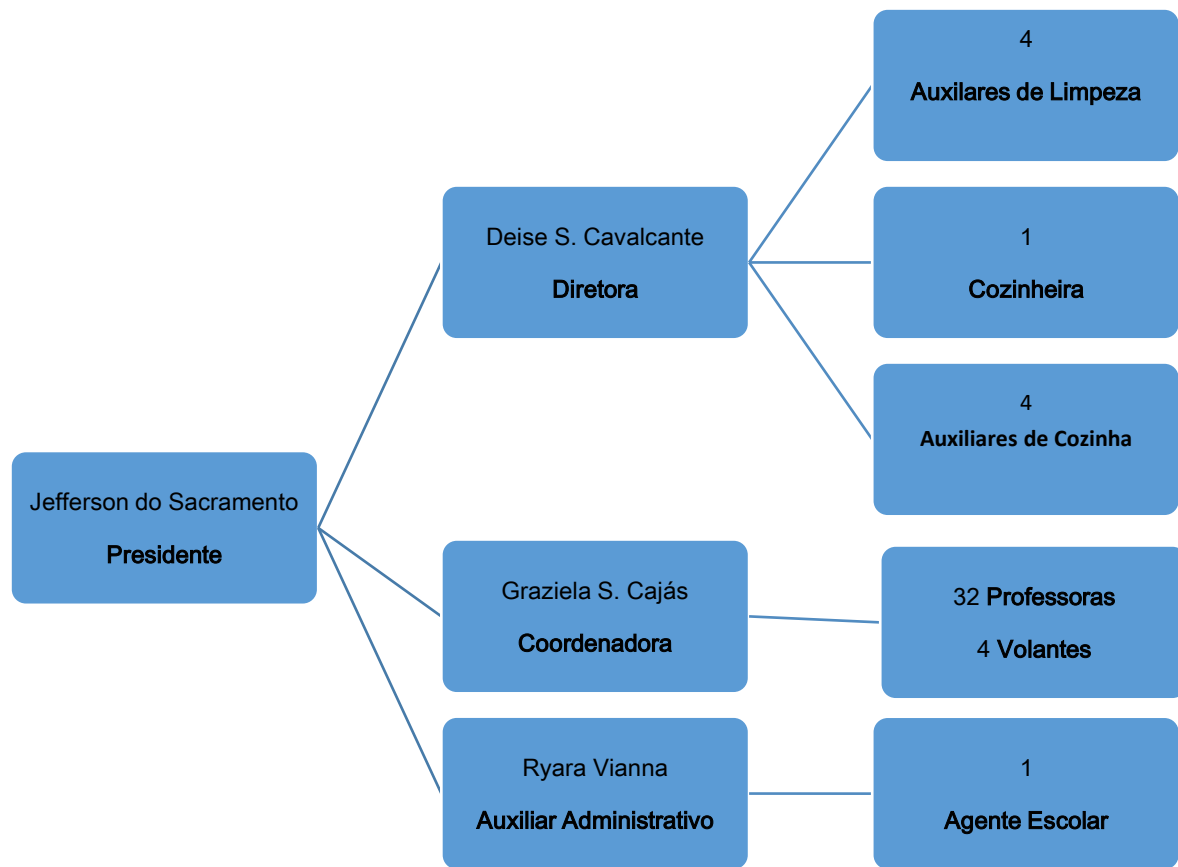 4
Auxilares de Limpeza
Deise S. Cavalcante
Diretora
1
Cozinheira
4
Auxiliares de Cozinha
Jefferson do Sacramento
Presidente
Graziela S. Cajás
Coordenadora
32 Professoras
4 Volantes
Ryara Vianna
Auxiliar Administrativo
1
Agente Escolar